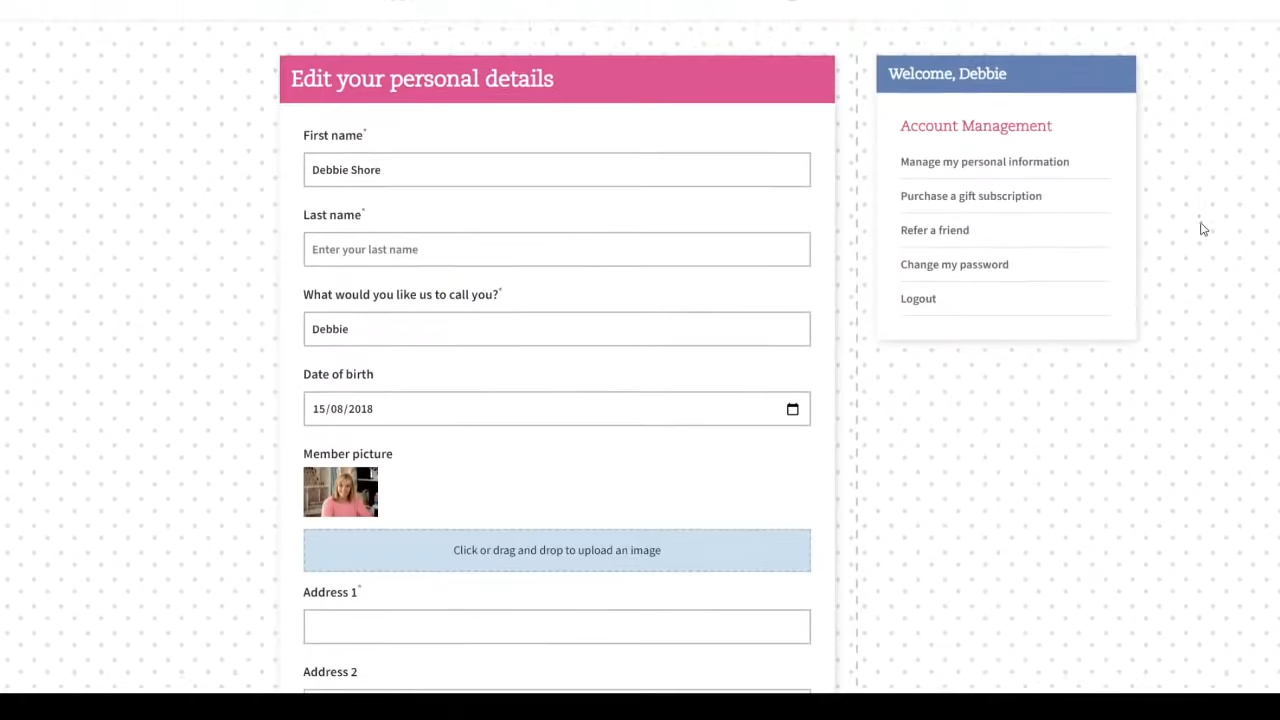 Edit your personal details
First name*
Debbie Shore
Last name*
Enter your last name
What would you like us to call you?*
Debbie
Date of birth
15/08/2018
Member picture
Click or drag and drop to upload an image
Address 1*
Address 2
Welcome, Debbie
Account Management
Manage my personal information
Purchase a gift subscription
Refer a friend
Change my password
Logout